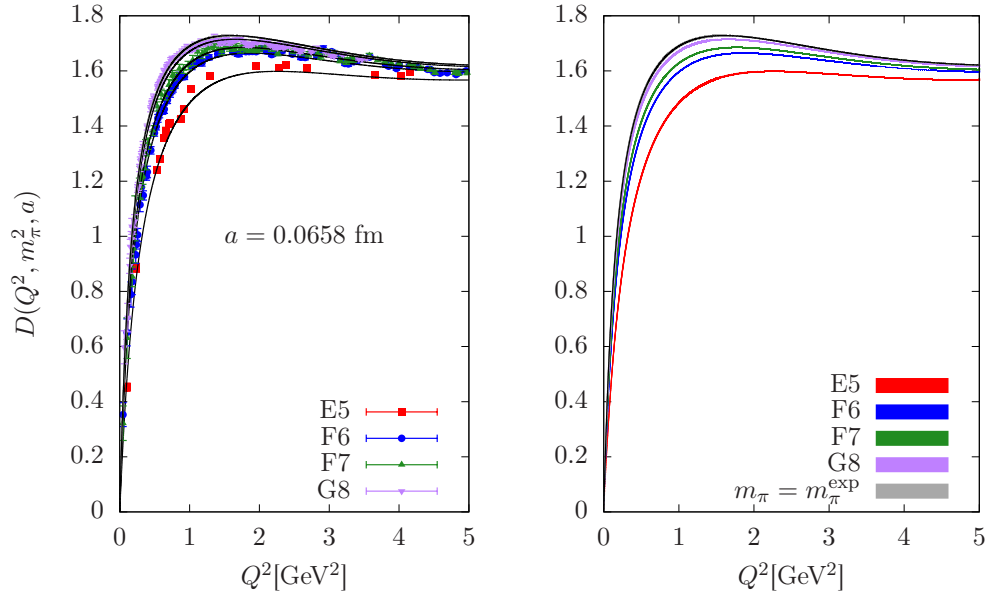 D(Q², m_π², a)
1.8
1.6
1.4
1.2
1
0.8
0.6
0.4
0.2
0
0 1 2 3 4 5
Q²[GeV²]
a = 0.0658 fm
E5
F6
F7
G8
1.8
1.6
1.4
1.2
1
0.8
0.6
0.4
0.2
0
0 1 2 3 4 5
Q²[GeV²]
E5
F6
F7
G8
m_π = m_π^exp